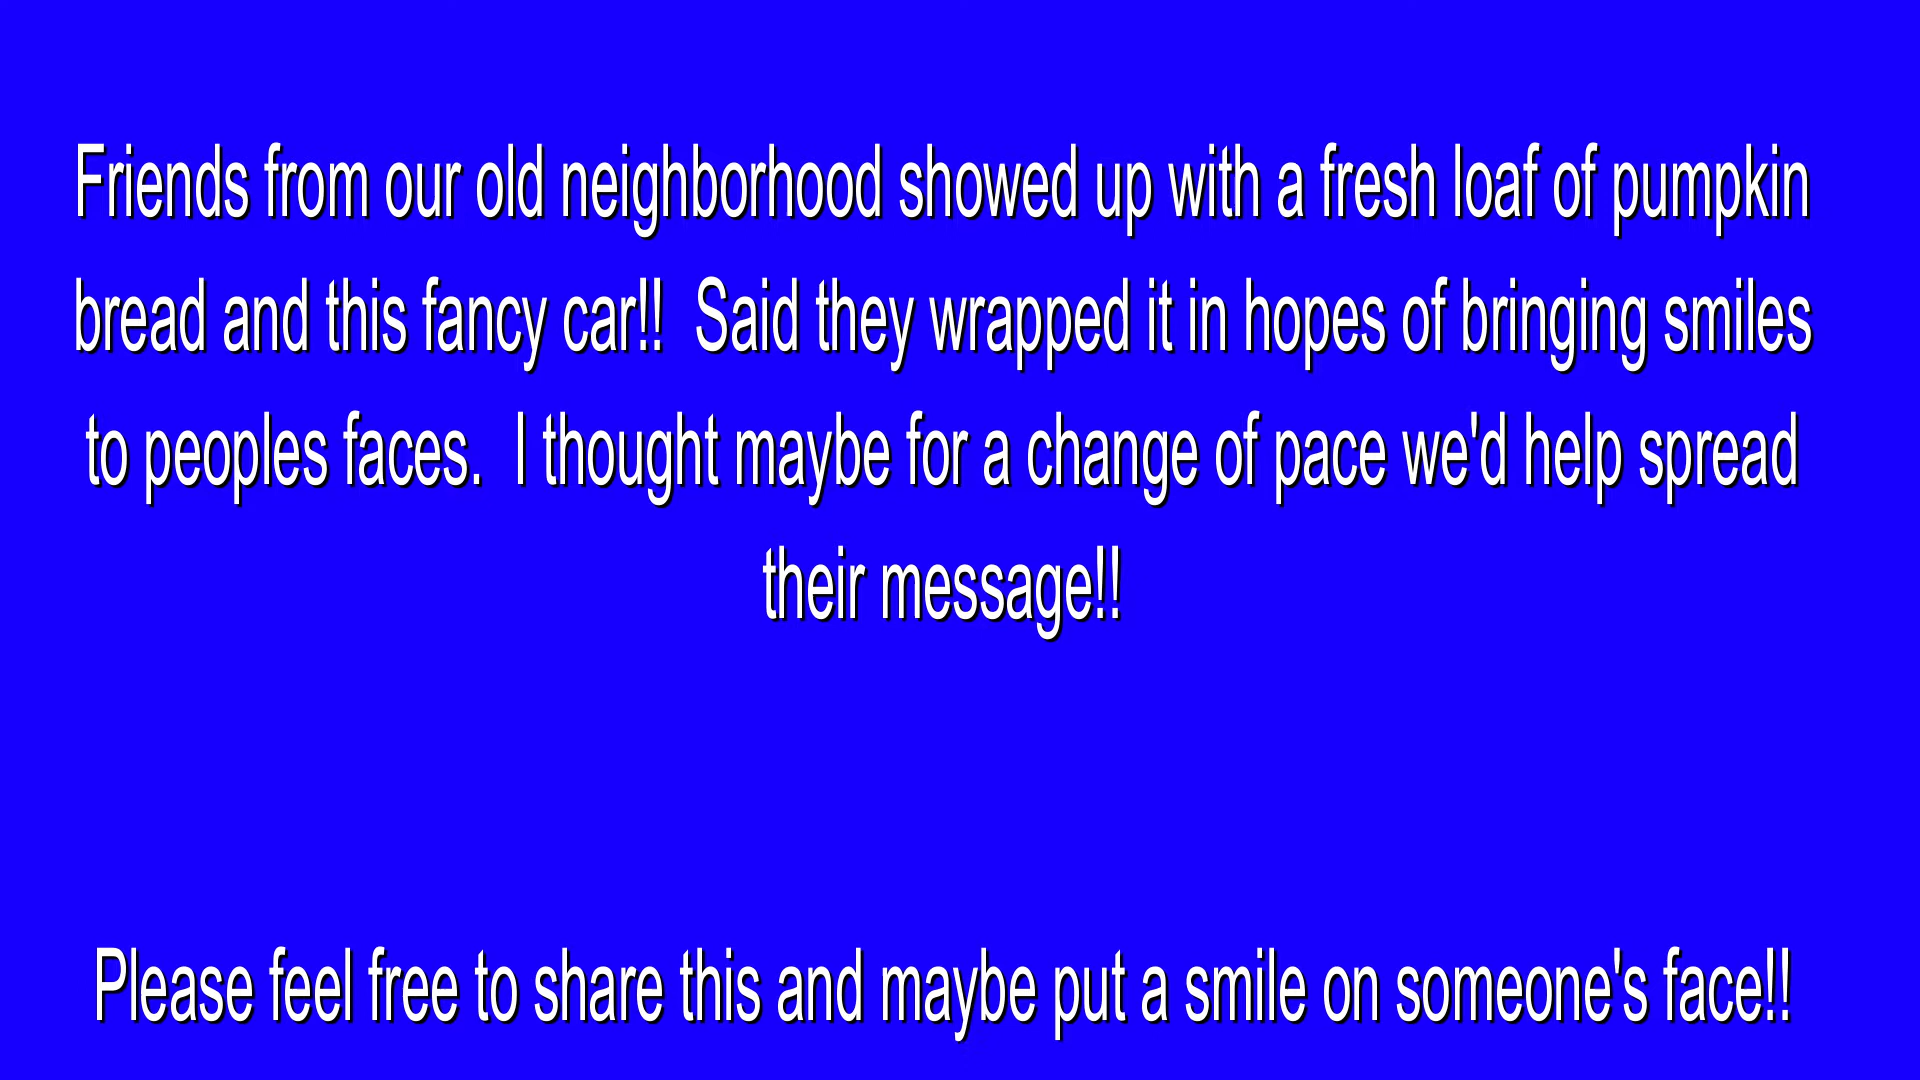 Friends from our old neighborhood showed up with a fresh loaf of pumpkin
bread and this fancy car!!  Said they wrapped it in hopes of bringing smiles
to peoples faces.  I thought maybe for a change of pace we'd help spread
their message!!
Please feel free to share this and maybe put a smile on someone's face!!